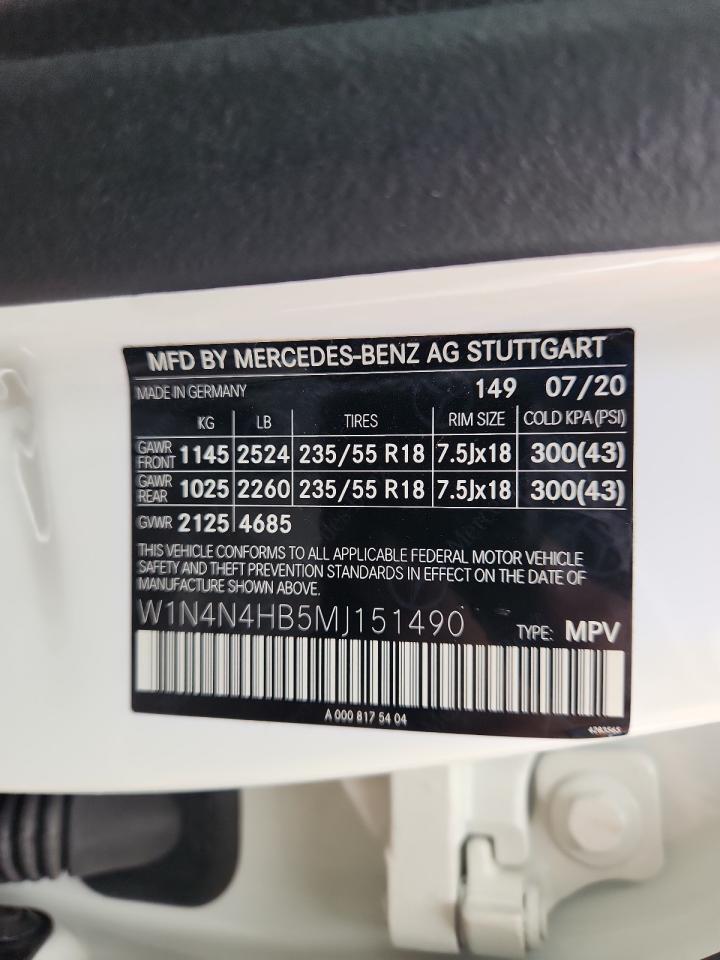 MFD BY MERCEDES-BENZ AG STUTTGART
MADE IN GERMANY 149 07/20
KG LB TIRES RIM SIZE COLD KPA(PSI)
GAWR FRONT 1145 2524 235/55 R18 7.5Jx18 300(43)
GAWR REAR 1025 2260 235/55 R18 7.5Jx18 300(43)
GVWR 2125 4685
THIS VEHICLE CONFORMS TO ALL APPLICABLE FEDERAL MOTOR VEHICLE
SAFETY AND THEFT PREVENTION STANDARDS IN EFFECT ON THE DATE OF
MANUFACTURE SHOWN ABOVE.
W1N4N4HB5MJ151490 TYPE: MPV
A 000 817 54 04
4283565